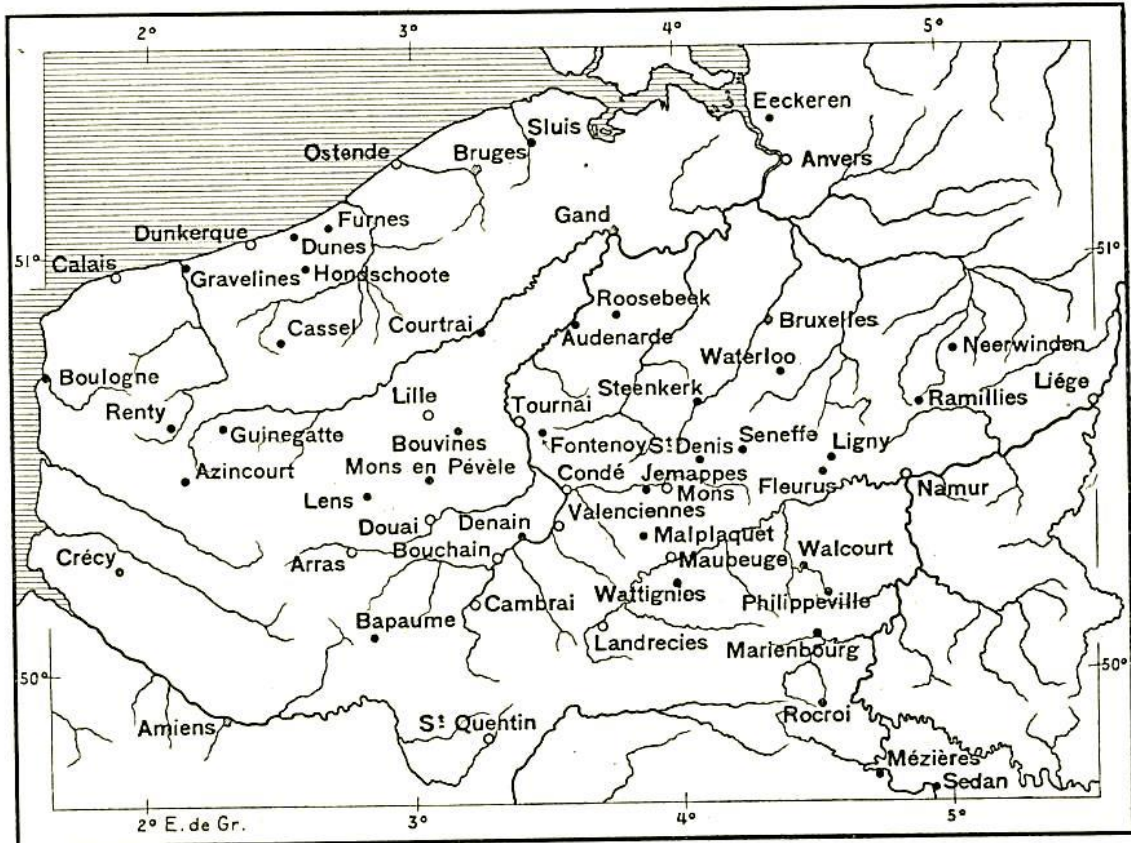 2°
3°
4°
5°
Eeckeren
Sluis
Ostende
Bruges
Anvers
Furnes
Gand
Dunkerque
Dunes
51°
51°
Calais
Gravelines
Hondschoote
Roosebeek
Cassel
Courtrai
Audenarde
Bruxelles
Neerwinden
Waterloo
Boulogne
Steenkerk
Liége
Lille
Tournai
Ramillies
Renty
Guinegatte
Bouvines
Fontenoy
St Denis
Seneffe
Ligny
Azincourt
Mons en Pévèle
Condé
Jemappes
Lens
Mons
Fleurus
Namur
Douai
Denain
Valenciennes
Malplaquet
Crécy
Arras
Bouchain
Maubeuge
Walcourt
Cambrai
Wattignies
Philippeville
Bapaume
Landrecies
Marienbourg
50°
50°
Amiens
St Quentin
Rocroi
Mézières
Sedan
2° E. de Gr.
3°
4°
5°